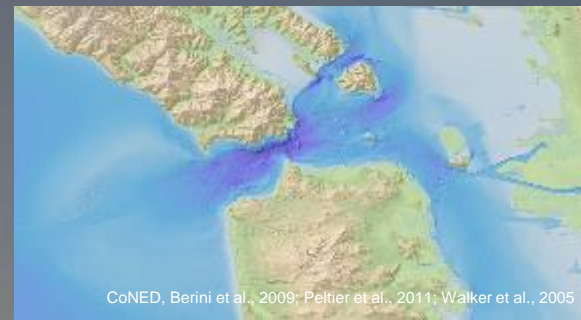 CoNED, Berini et al., 2009; Peltier et al., 2011; Walker et al., 2005